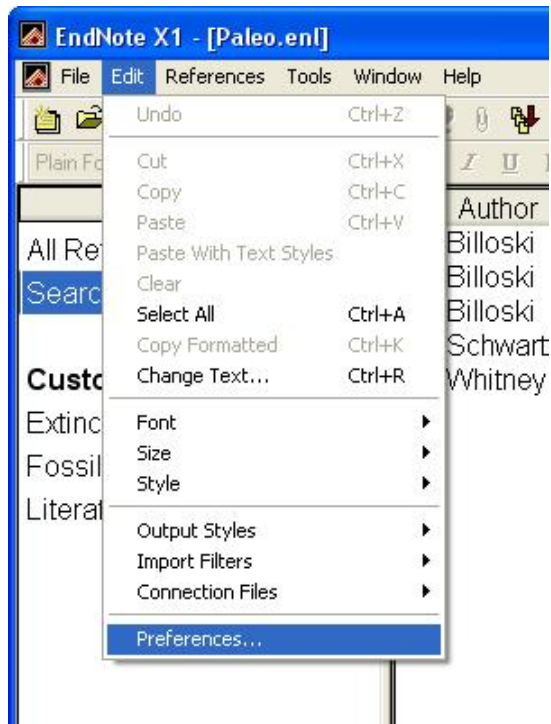 EndNote X1 - [Paleo.enl]
File Edit References Tools Window Help
Undo Ctrl+Z
Plain Fo
Cut Ctrl+X
I U
Copy Ctrl+C
Author
Paste Ctrl+V
All Re
Paste With Text Styles
Billoski
Clear
Billoski
Searc
Select All Ctrl+A
Billoski
Copy Formatted Ctrl+K
Schwart
Custo
Change Text... Ctrl+R
Whitney
Extinc
Font
Size
Fossil
Style
Literat
Output Styles
Import Filters
Connection Files
Preferences...